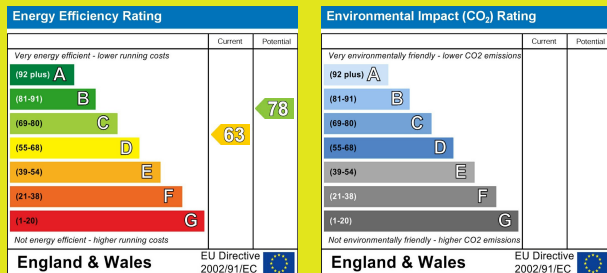 Energy Efficiency Rating
Current Potential
Very energy efficient - lower running costs
(92 plus) A
(81-91) B
(69-80) C
(55-68) D
(39-54) E
(21-38) F
(1-20) G
63
78
Not energy efficient - higher running costs
England & Wales
EU Directive
2002/91/EC
Environmental Impact (CO2) Rating
Current Potential
Very environmentally friendly - lower CO2 emissions
(92 plus) A
(81-91) B
(69-80) C
(55-68) D
(39-54) E
(21-38) F
(1-20) G
Not environmentally friendly - higher CO2 emissions
England & Wales
EU Directive
2002/91/EC